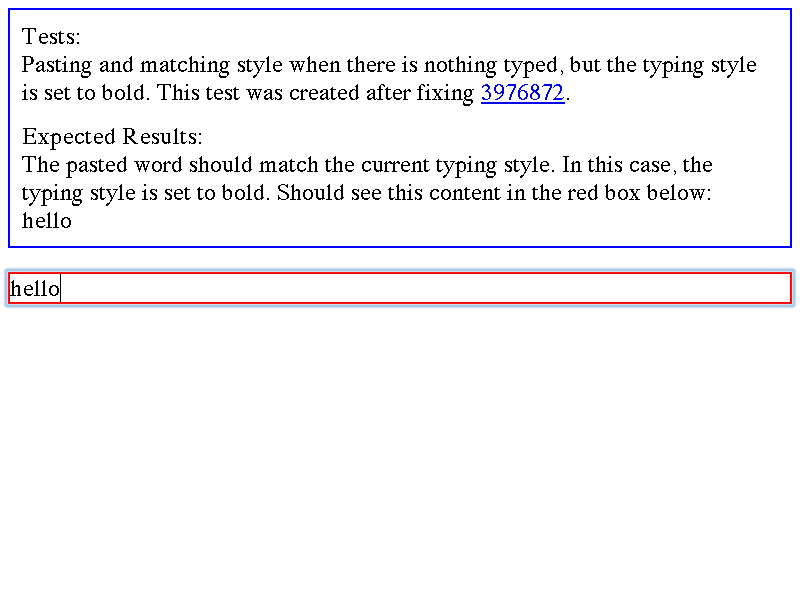 Tests:
Pasting and matching style when there is nothing typed, but the typing style
is set to bold. This test was created after fixing 3976872.
Expected Results:
The pasted word should match the current typing style. In this case, the
typing style is set to bold. Should see this content in the red box below:
hello
hello